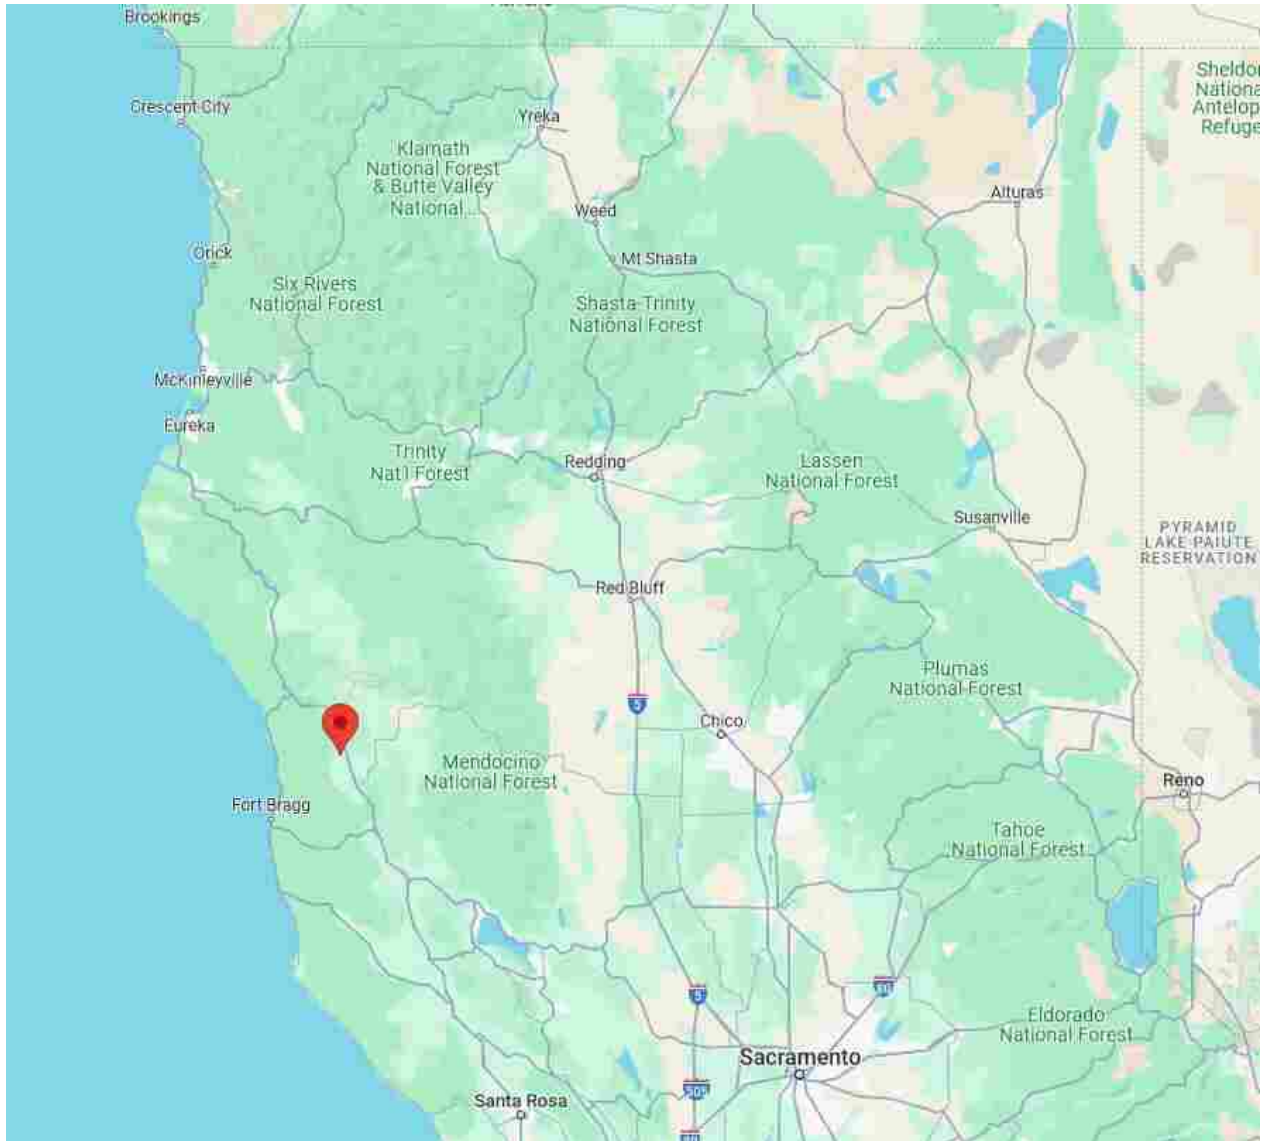 Brookings
Sheldon
National
Antelop
Refuge
Crescent City
Yreka
Klamath
National Forest
& Butte Valley
National...
Alturas
Weed
Orick
Mt Shasta
Six Rivers
National Forest
Shasta-Trinity
National Forest
McKinleyville
Eureka
Trinity
Nat'l Forest
Redding
Lassen
National Forest
Susanville
PYRAMID
LAKE PAIUTE
RESERVATION
Red Bluff
Plumas
National Forest
5
Chico
Mendocino
National Forest
Reno
Fort Bragg
Tahoe
National Forest
5
80
Eldorado
National Forest
Sacramento
505
Santa Rosa
80